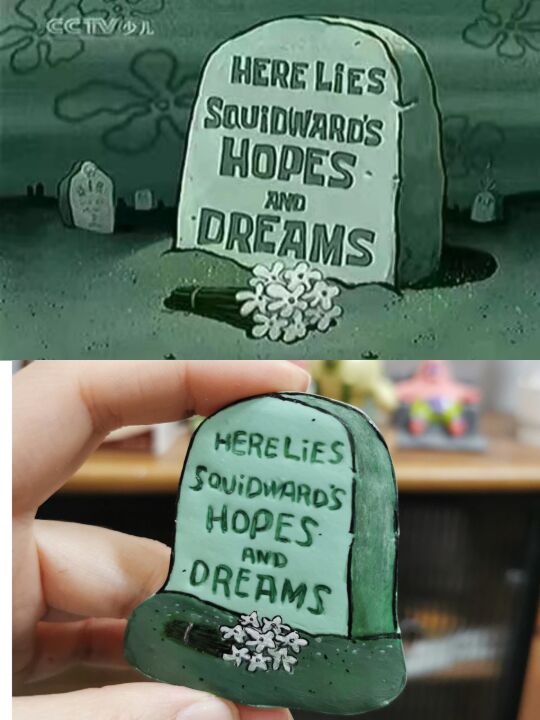 CCTV少儿
HERE LiES
SQUiDWARD'S
HOPES
AND
DREAMS
R.I.P
HERE LiES
SQUiDWARD'S
HOPES
AND
DREAMS